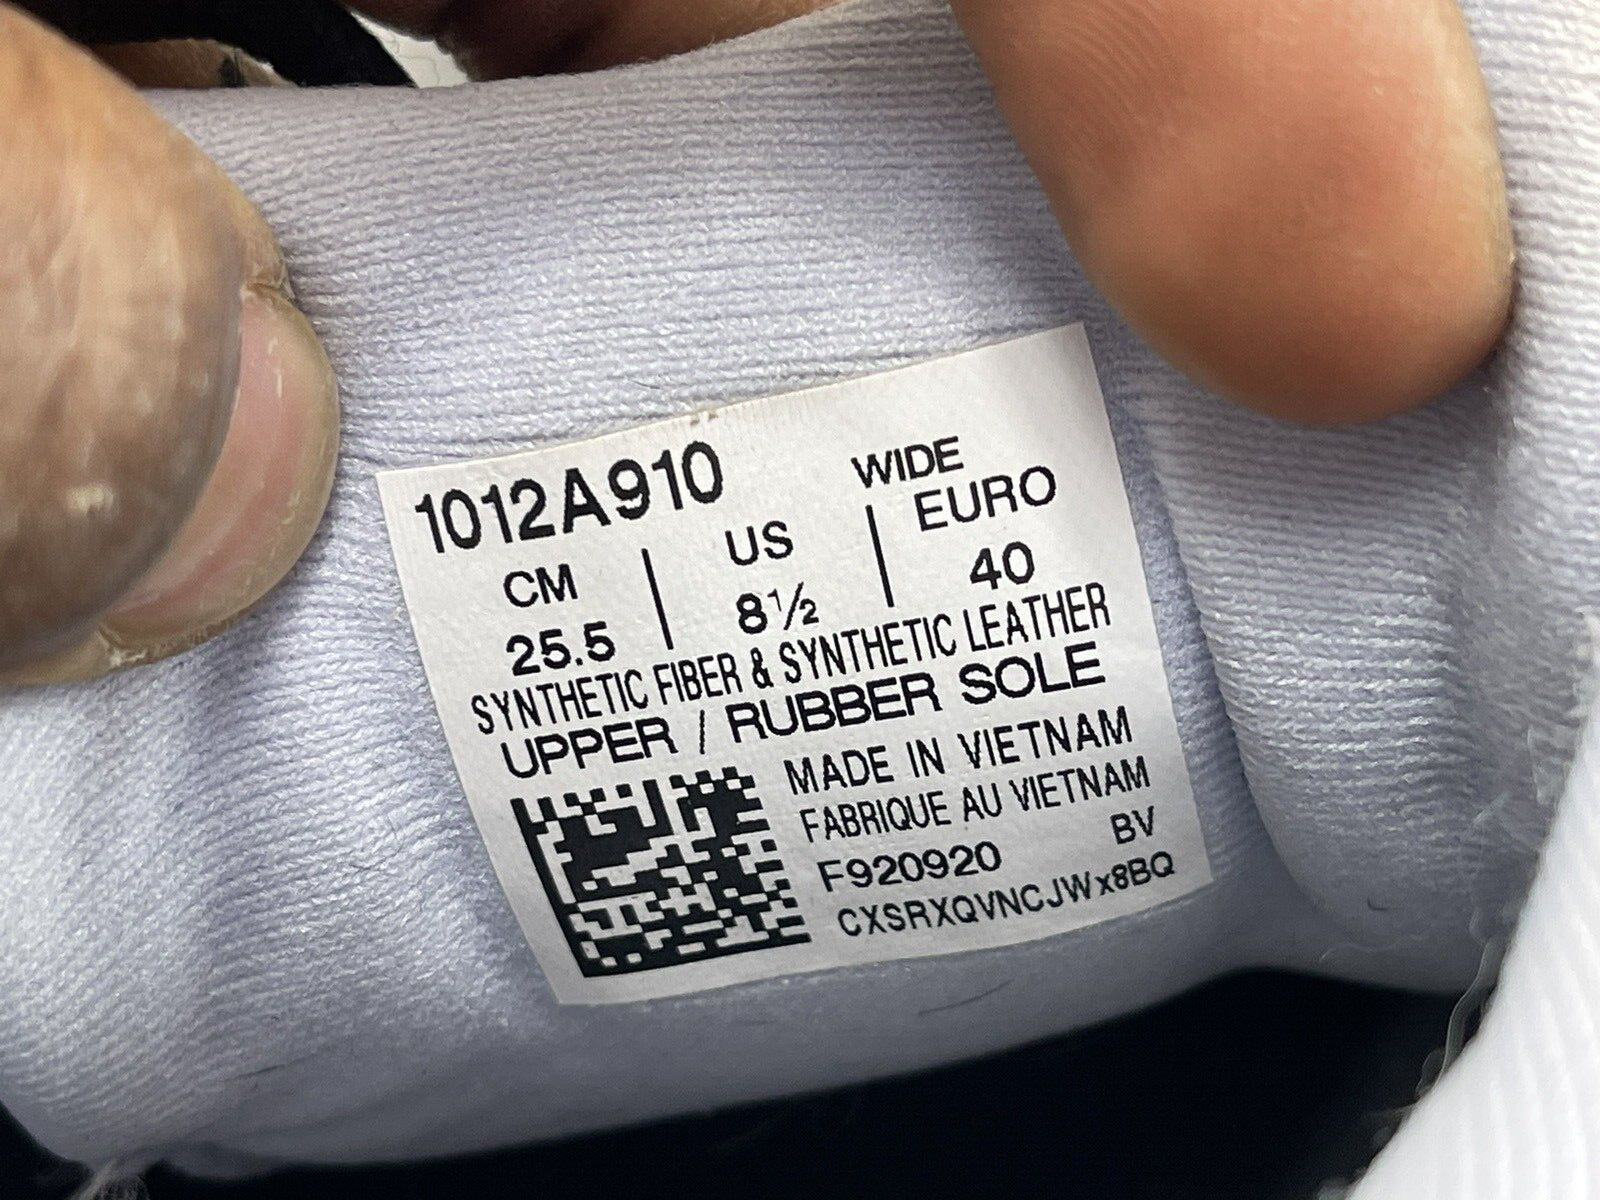 1012A910 WIDE
CM | US | EURO
25.5 | 8½ | 40
SYNTHETIC FIBER & SYNTHETIC LEATHER
UPPER / RUBBER SOLE
MADE IN VIETNAM
FABRIQUE AU VIETNAM
F920920 BV
CXSRXQVNCJWx8BQ